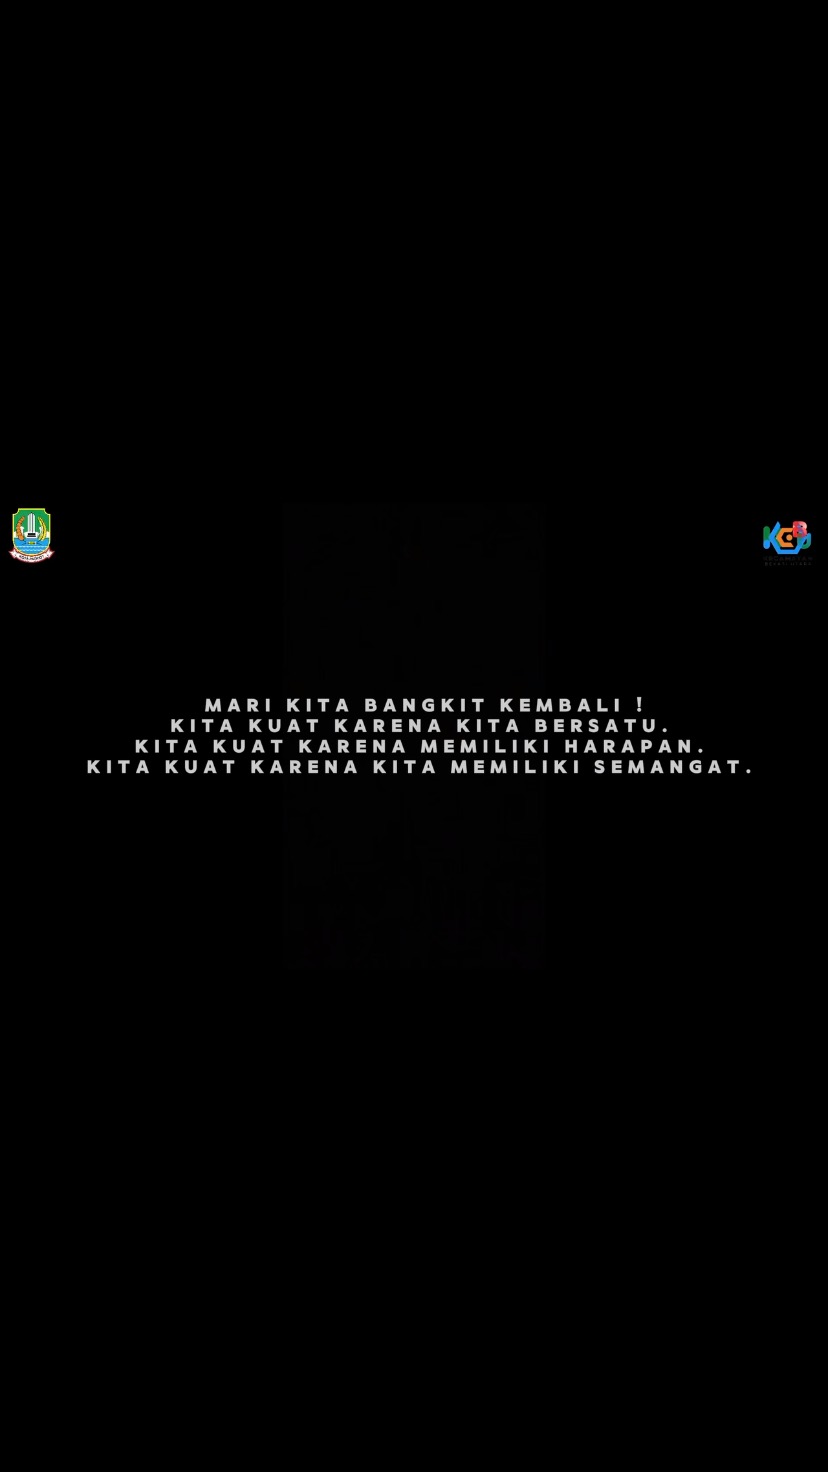 MARI KITA BANGKIT KEMBALI !
KITA KUAT KARENA KITA BERSATU.
KITA KUAT KARENA MEMILIKI HARAPAN.
KITA KUAT KARENA KITA MEMILIKI SEMANGAT.